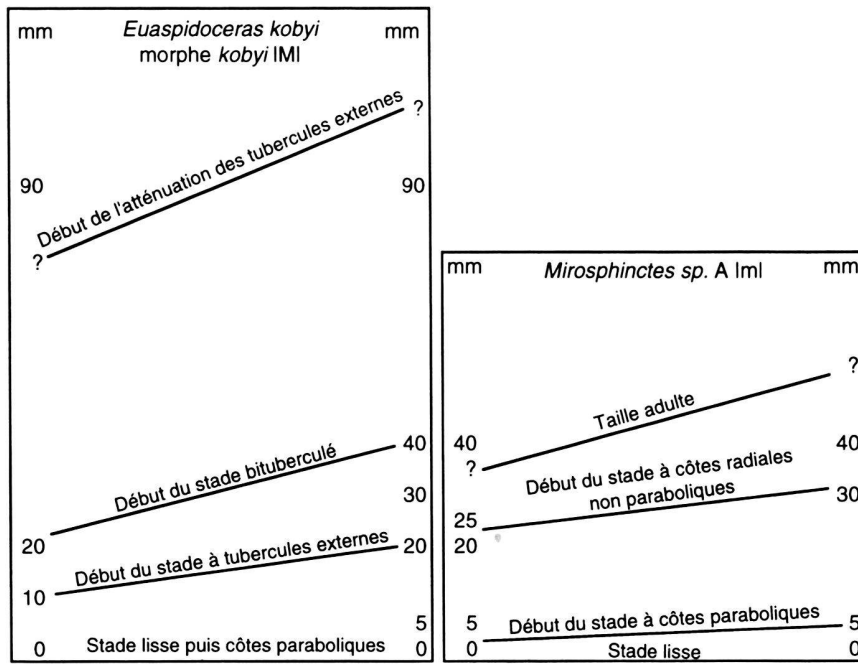 mm Euaspidoceras kobyi mm
morphe kobyi |M|
Début de l'atténuation des tubercules externes ?
90 90
?
Début du stade bituberculé 40
30
20
Début du stade à tubercules externes 20
10
5
0 Stade lisse puis côtes paraboliques 0
mm Mirosphinctes sp. A |m| mm
?
Taille adulte
40 40
?
Début du stade à côtes radiales
non paraboliques 30
25
20
5 Début du stade à côtes paraboliques 5
0 Stade lisse 0